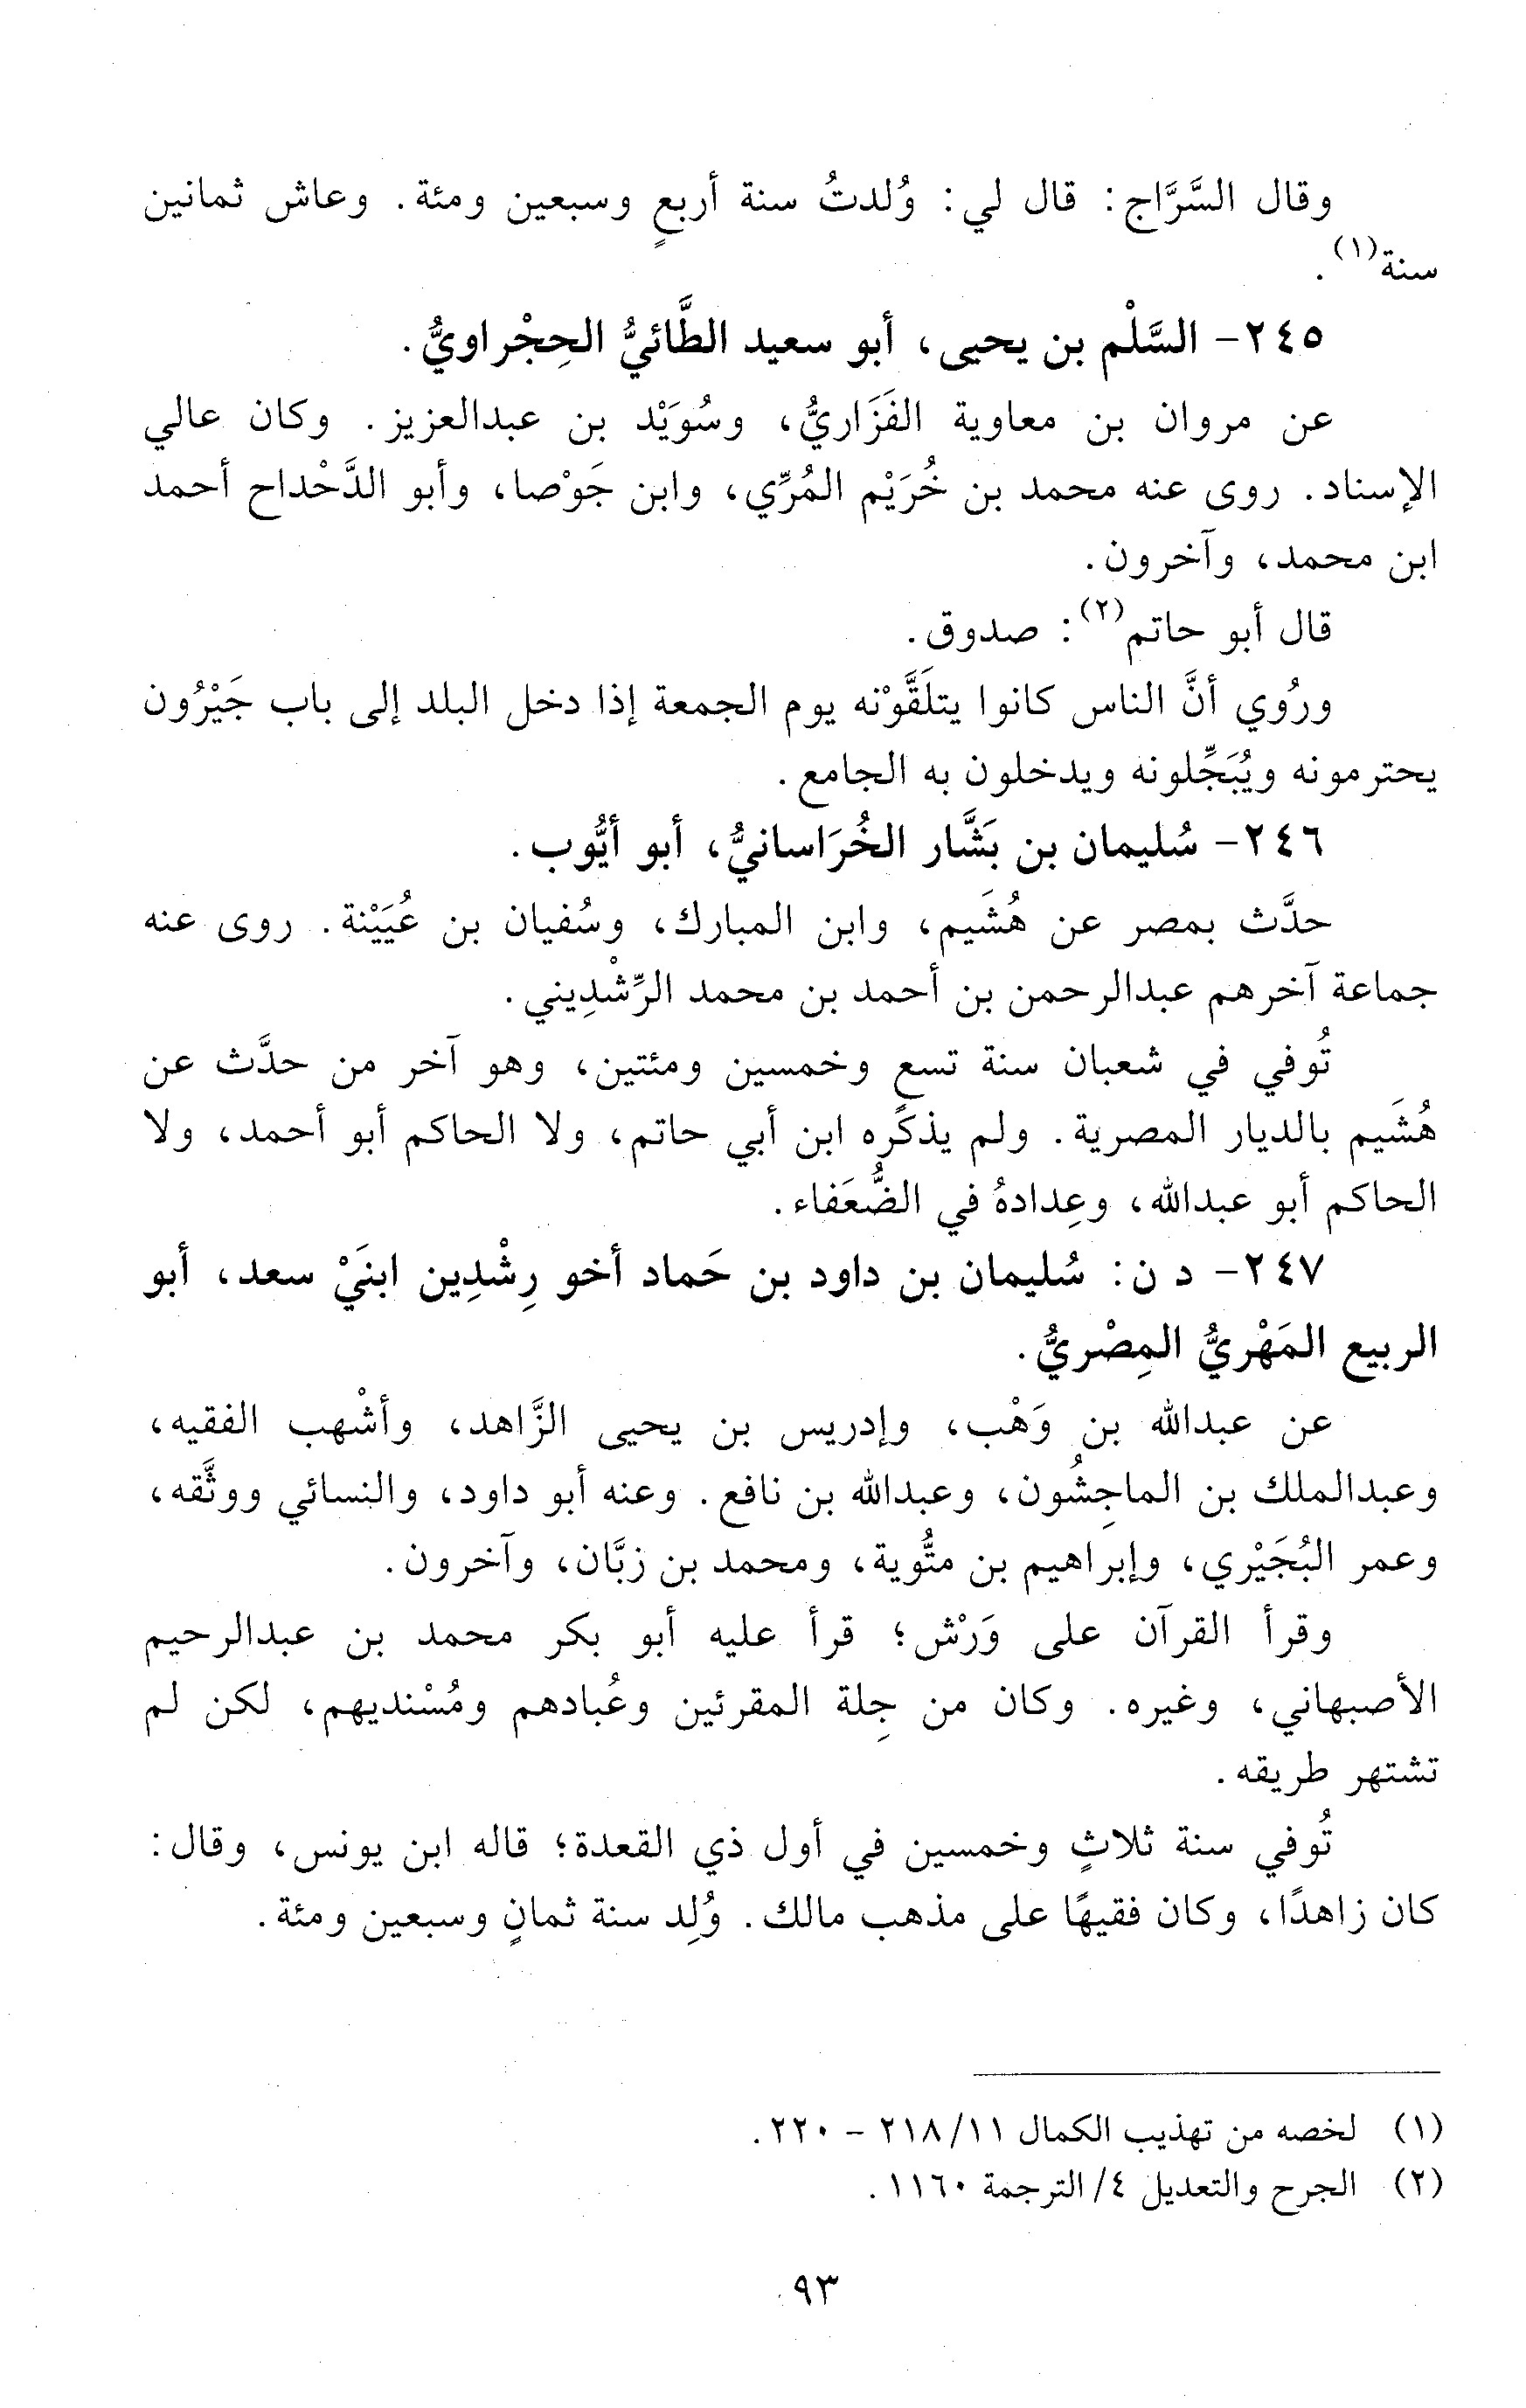 وقال السَّرَّاج: قال لي: وُلدتُ سنة أربعٍ وسبعين ومئة. وعاش ثمانين
سنة(١).
٢٤٥- السَّلْم بن يحيى، أبو سعيد الطَّائيُّ الحِجْراويُّ.
عن مروان بن معاوية الفَزَاريُّ، وسُوَيْد بن عبدالعزيز. وكان عالي
الإسناد. روى عنه محمد بن خُرَيْم المُرِّي، وابن جَوْصا، وأبو الدَّحْداح أحمد
ابن محمد، وآخرون.
قال أبو حاتم(٢): صدوق.
ورُوي أنَّ الناس كانوا يتلَقَّوْنه يوم الجمعة إذا دخل البلد إلى باب جَيْرُون
يحترمونه ويُبَجِّلونه ويدخلون به الجامع.
٢٤٦- سُليمان بن بَشَّار الخُرَاسانيُّ، أبو أيُّوب.
حدَّث بمصر عن هُشَيم، وابن المبارك، وسُفيان بن عُيَيْنة. روى عنه
جماعة آخرهم عبدالرحمن بن أحمد بن محمد الرِّشْدِيني.
تُوفي في شعبان سنة تسعٍ وخمسين ومئتين، وهو آخر من حدَّث عن
هُشَيم بالديار المصرية. ولم يذكره ابن أبي حاتم، ولا الحاكم أبو أحمد، ولا
الحاكم أبو عبدالله، وعِدادهُ في الضُّعَفاء.
٢٤٧- د ن: سُليمان بن داود بن حَماد أخو رِشْدِين ابنَيْ سعد، أبو
الربيع المَهْريُّ المِصْريُّ.
عن عبدالله بن وَهْب، وإدريس بن يحيى الزَّاهد، وأشْهب الفقيه،
وعبدالملك بن الماجِشُون، وعبدالله بن نافع. وعنه أبو داود، والنسائي ووثَّقه،
وعمر البُجَيْري، وإبراهيم بن متُّوية، ومحمد بن زبَّان، وآخرون.
وقرأ القرآن على وَرْش؛ قرأ عليه أبو بكر محمد بن عبدالرحيم
الأصبهاني، وغيره. وكان من جِلة المقرئين وعُبادهم ومُسْنديهم، لكن لم
تشتهر طريقه.
تُوفي سنة ثلاثٍ وخمسين في أول ذي القعدة؛ قاله ابن يونس، وقال:
كان زاهدًا، وكان فقيهًا على مذهب مالك. وُلِد سنة ثمانٍ وسبعين ومئة.
(١) لخصه من تهذيب الكمال ١١/ ٢١٨ - ٢٢٠.
(٢) الجرح والتعديل ٤/ الترجمة ١١٦٠.
٩٣